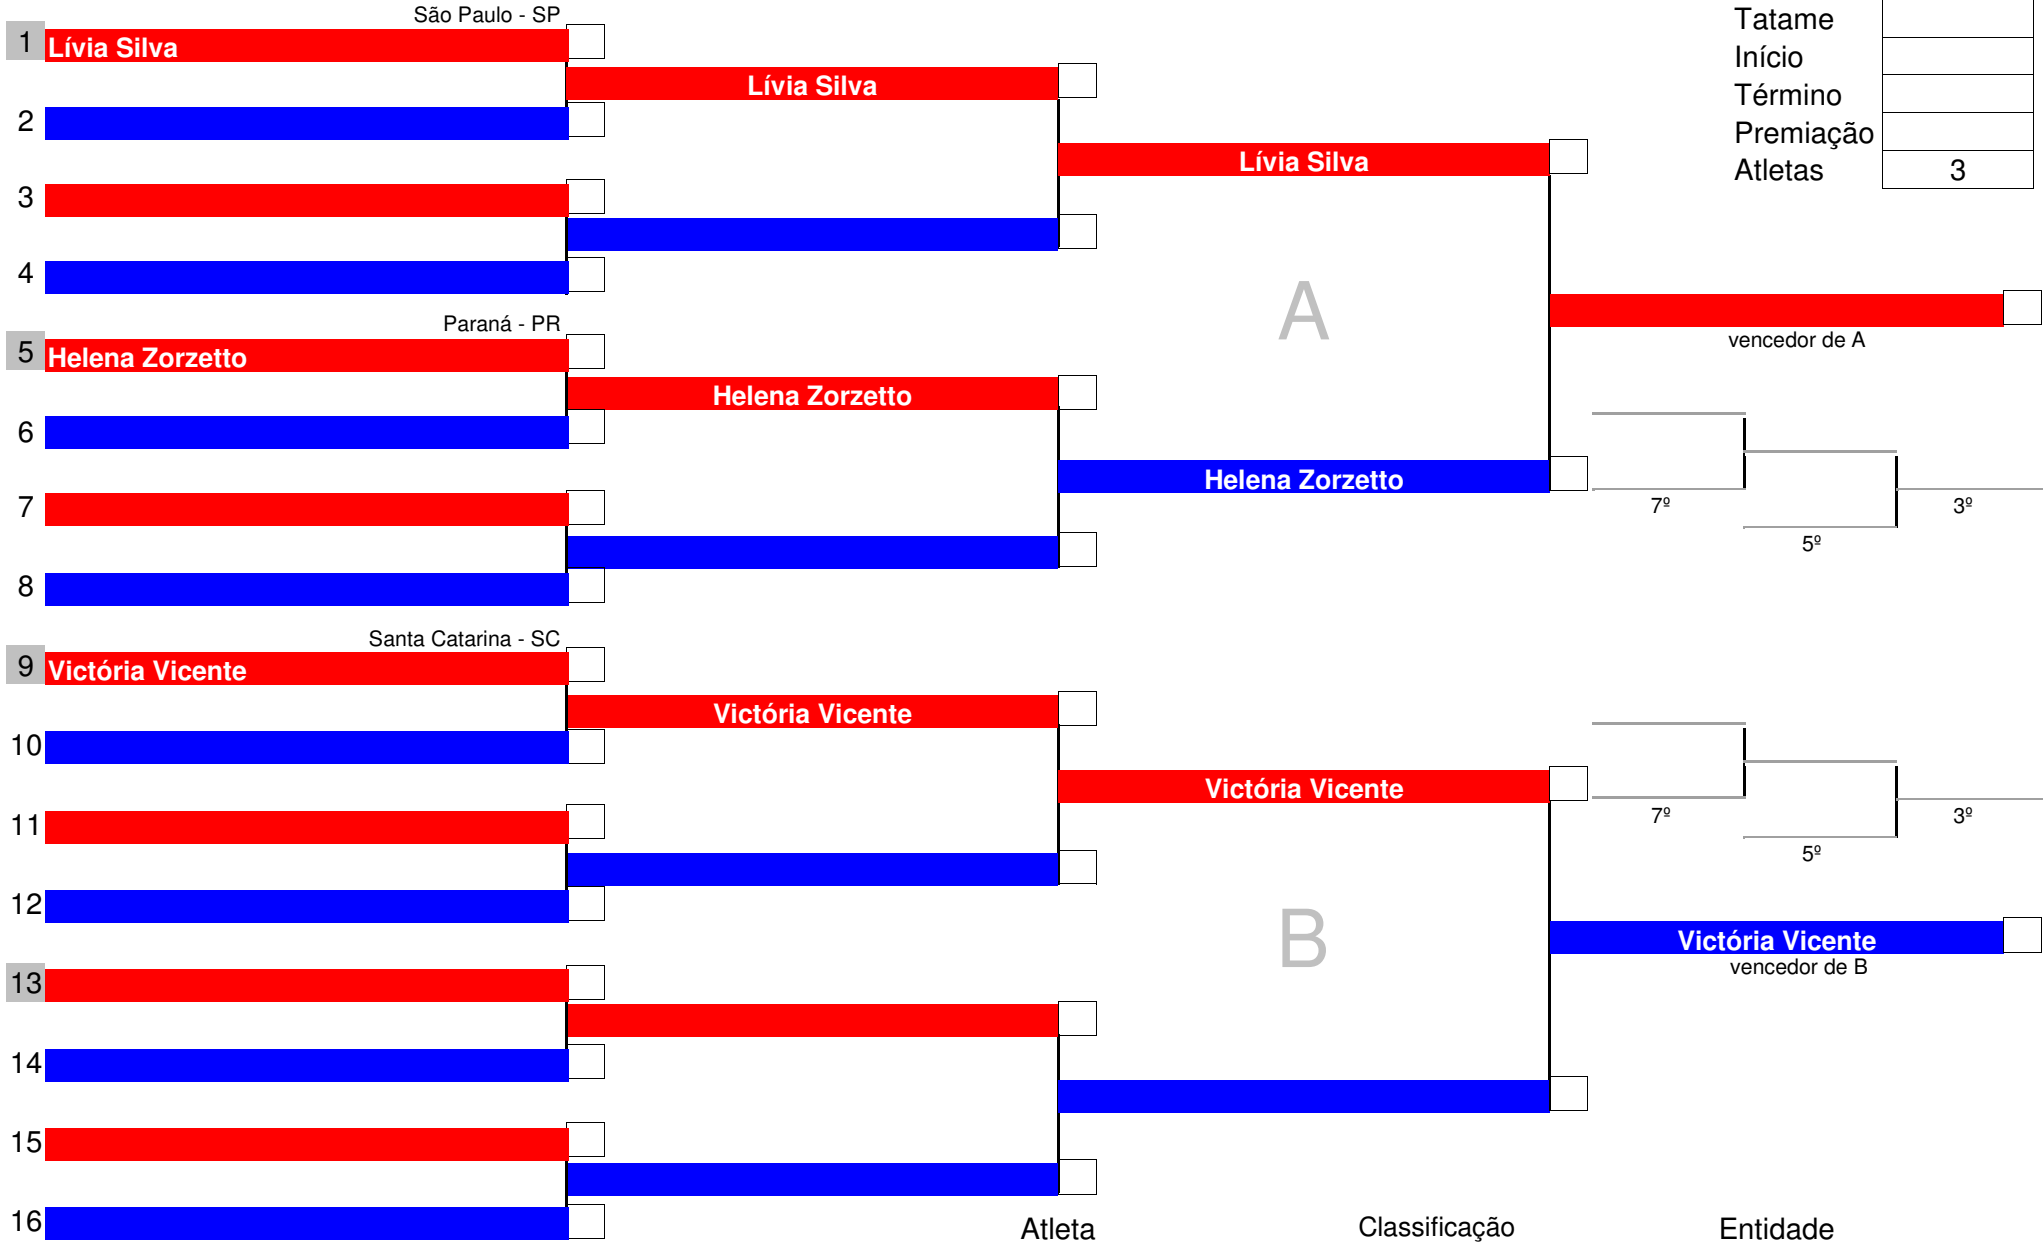 São Paulo - SP
Tatame
1 Lívia Silva
Início
Lívia Silva
Término
2
Premiação
Lívia Silva
Atletas 3
3
4
A
Paraná - PR
vencedor de A
5 Helena Zorzetto
Helena Zorzetto
6
Helena Zorzetto
7
7º 3º
5º
8
Santa Catarina - SC
9 Victória Vicente
Victória Vicente
10
Victória Vicente
7º 3º
11
5º
12
B
Victória Vicente
vencedor de B
13
14
15
16
Atleta Classificação Entidade